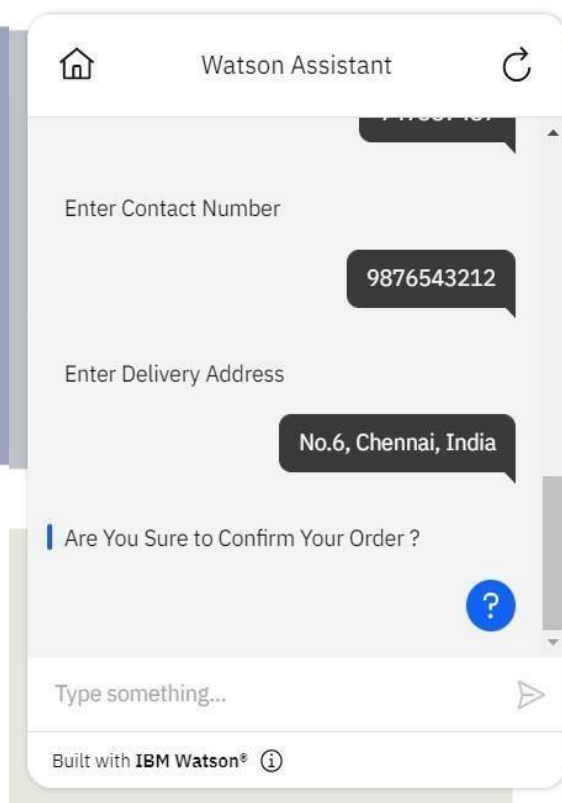 Watson Assistant
Enter Contact Number
9876543212
Enter Delivery Address
No.6, Chennai, India
Are You Sure to Confirm Your Order ?
?
Type something...
Built with IBM Watson®